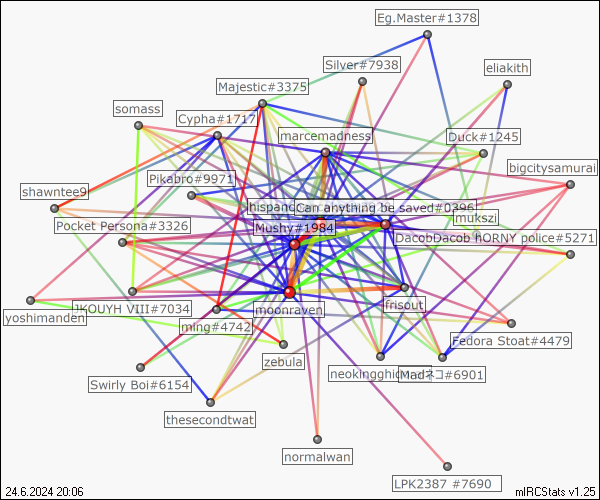 Eg.Master#1378
Silver#7938
eliakith
Majestic#3375
somass
Cypha#1717
marcemadness
Duck#1245
bigcitysamurai
Pikabro#9971
shawntee9
hispand
Can anything be saved#0396
mukszi
Pocket Persona#3326
Mushy#1984
DacobDacob hORNY police#5271
JKOUYH VIII#7034
moonraven
frisout
yoshimanden
ming#4742
Fedora Stoat#4479
zebula
neokingghid
Madネコ#6901
Swirly Boi#6154
thesecondtwat
normalwan
LPK2387 #7690
24.6.2024 20:06
mIRCStats v1.25